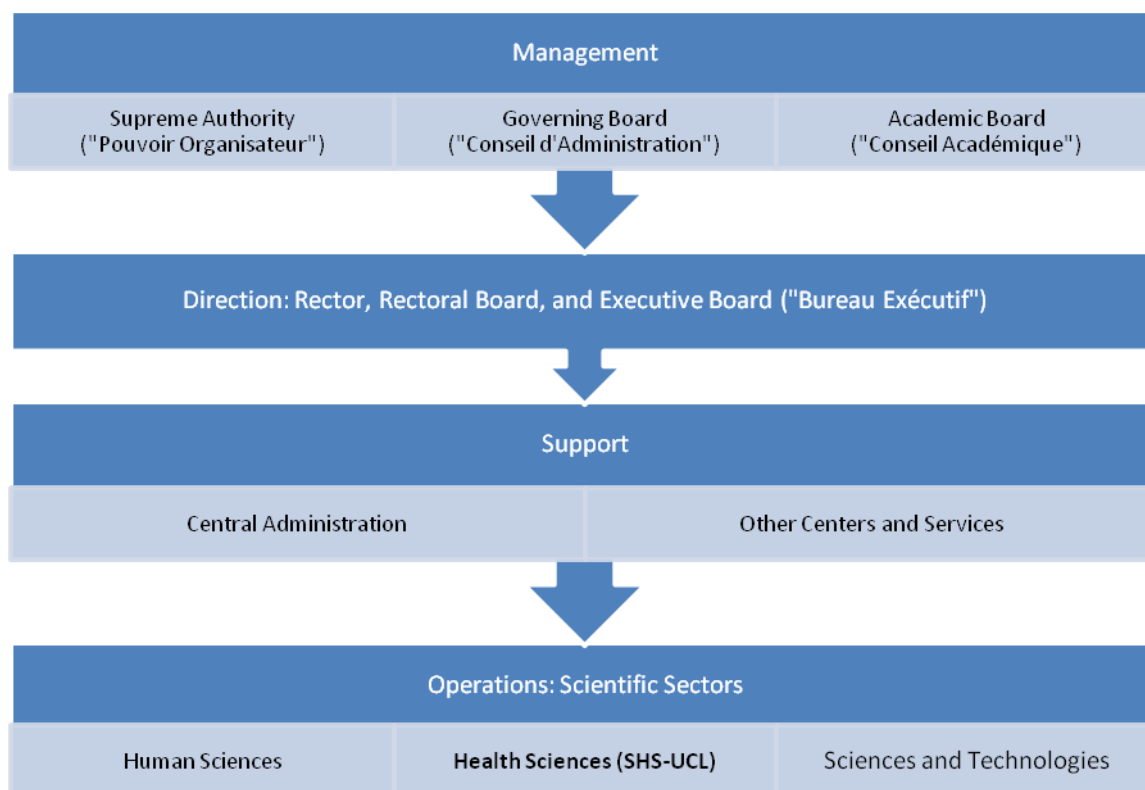 Management
Supreme Authority
("Pouvoir Organisateur")
Governing Board
("Conseil d'Administration")
Academic Board
("Conseil Académique")
Direction: Rector, Rectoral Board, and Executive Board ("Bureau Exécutif")
Support
Central Administration
Other Centers and Services
Operations: Scientific Sectors
Human Sciences
Health Sciences (SHS-UCL)
Sciences and Technologies